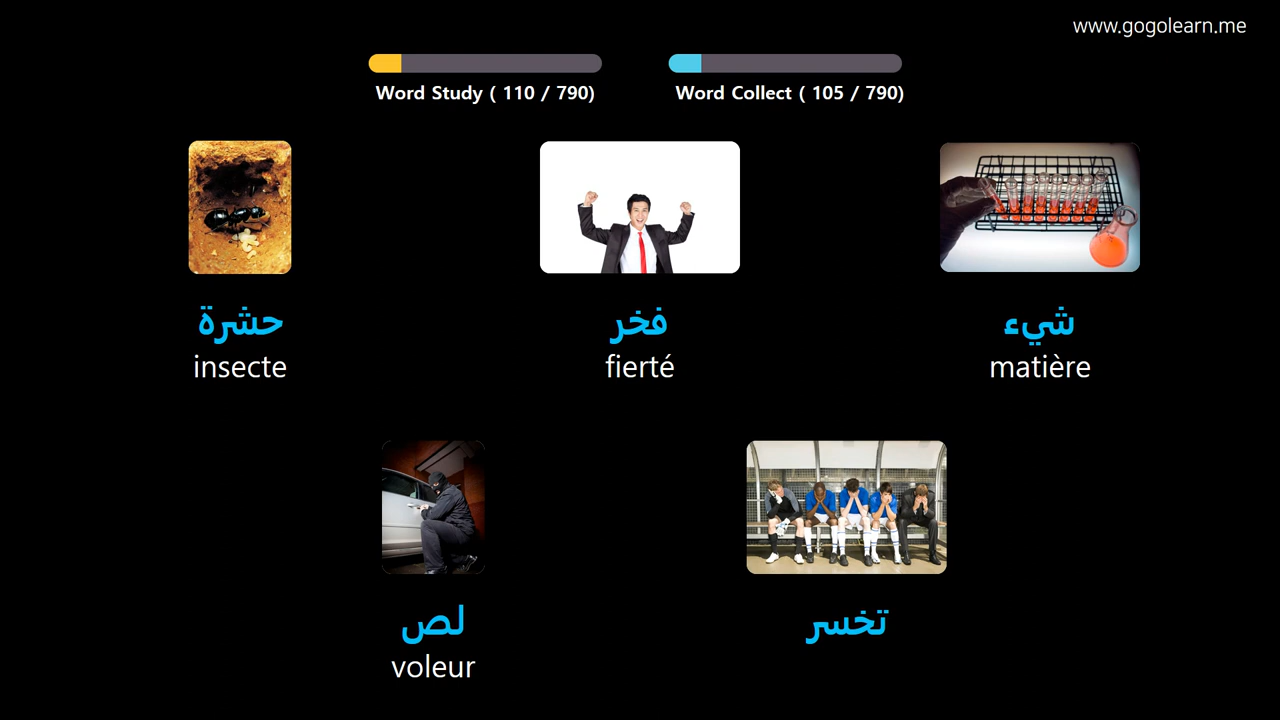 www.gogolearn.me
Word Study ( 110 / 790)
Word Collect ( 105 / 790)
حشرة
insecte
فخر
fierté
شيء
matière
لص
voleur
تخسر